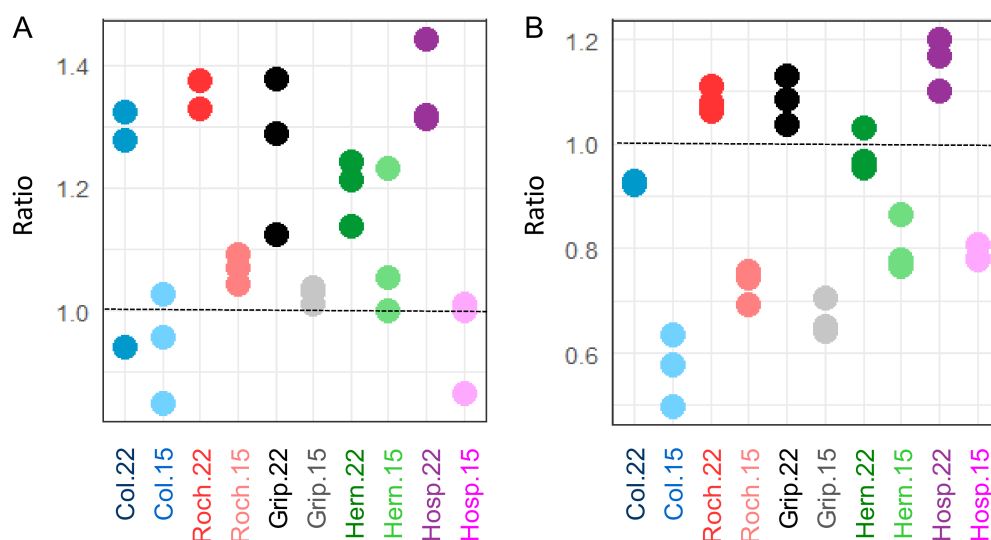 A
Ratio
1.4
1.2
1.0
Col.22
Col.15
Roch.22
Roch.15
Grip.22
Grip.15
Hern.22
Hern.15
Hosp.22
Hosp.15
B
Ratio
1.2
1.0
0.8
0.6
Col.22
Col.15
Roch.22
Roch.15
Grip.22
Grip.15
Hern.22
Hern.15
Hosp.22
Hosp.15